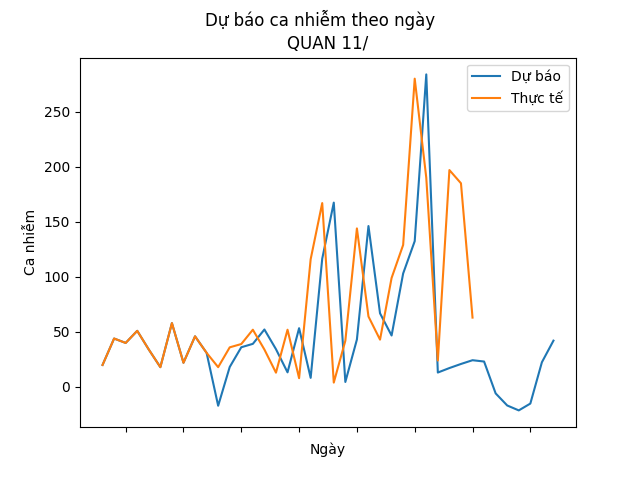 Dự báo ca nhiễm theo ngày
QUAN 11/
Dự báo
Thực tế
250
200
150
100
50
0
Ca nhiễm
Ngày